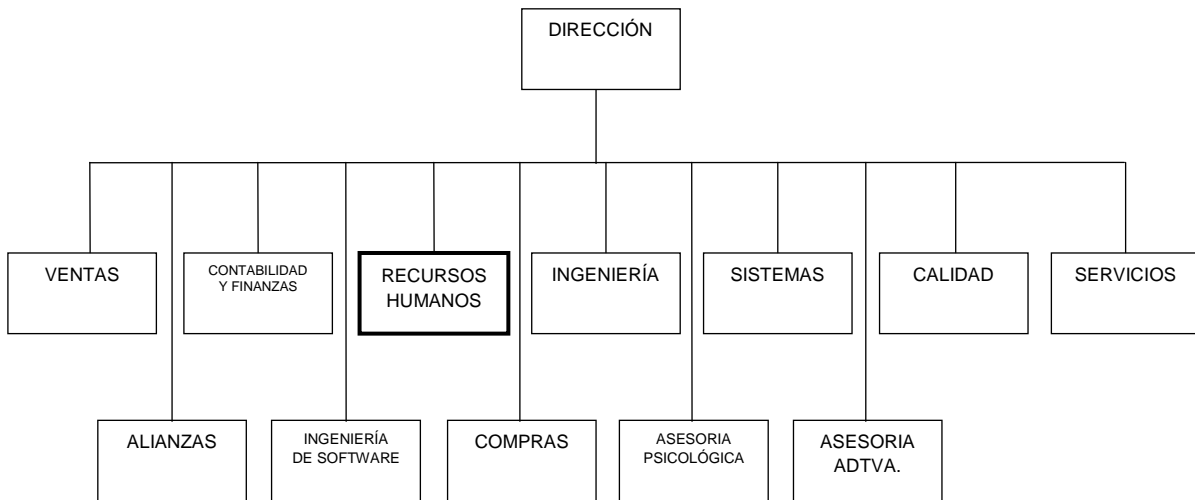 DIRECCIÓN
VENTAS
CONTABILIDAD
Y FINANZAS
RECURSOS
HUMANOS
INGENIERÍA
SISTEMAS
CALIDAD
SERVICIOS
ALIANZAS
INGENIERÍA
DE SOFTWARE
COMPRAS
ASESORIA
PSICOLÓGICA
ASESORIA
ADTVA.